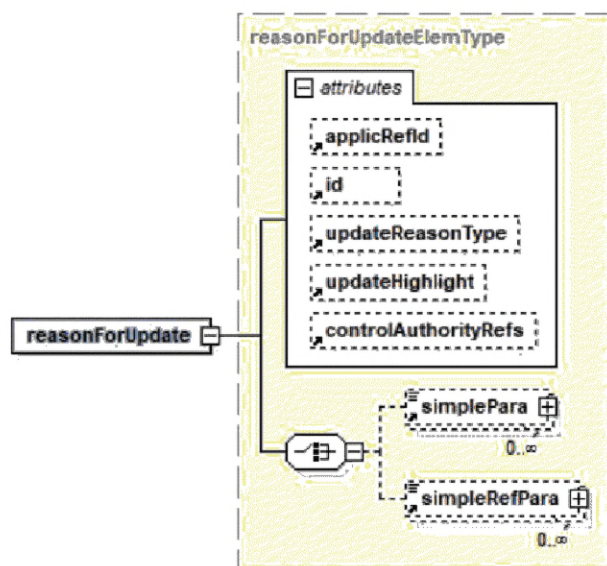 reasonForUpdateElemType
attributes
applicRefId
id
updateReasonType
updateHighlight
reasonForUpdate
controlAuthorityRefs
simplePara
0..∞
simpleRefPara
0..∞